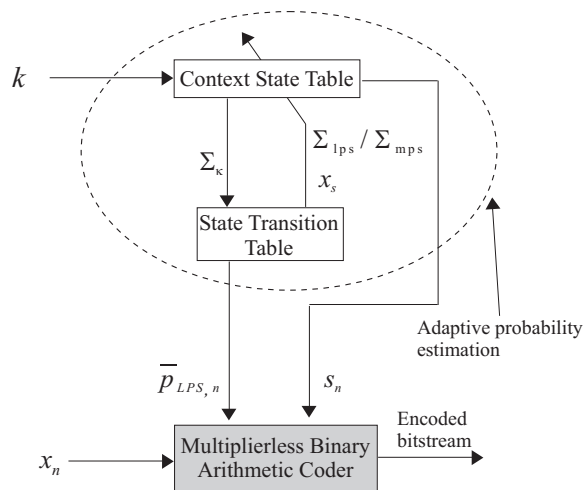 k
Context State Table
Σκ
Σlps / Σmps
xs
State Transition
Table
Adaptive probability
estimation
p̅LPS, n
sn
Encoded
bitstream
xn
Multiplierless Binary
Arithmetic Coder